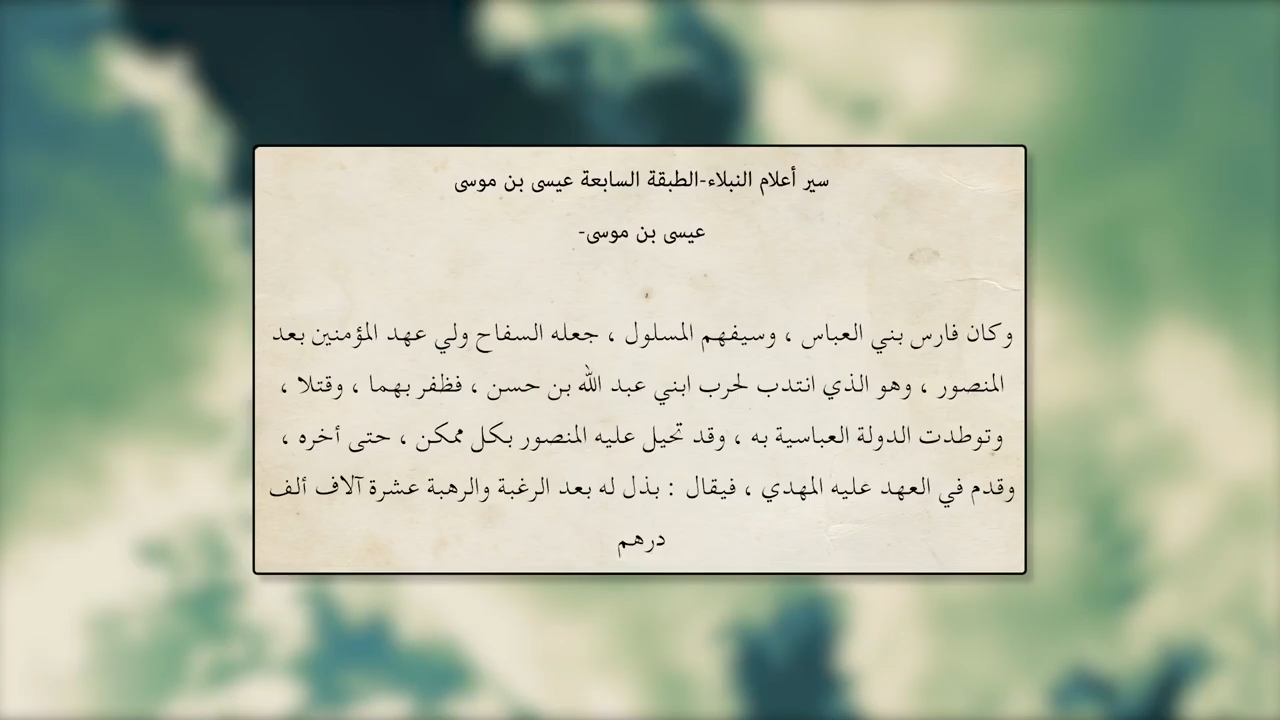 سير أعلام النبلاء-الطبقة السابعة عيسى بن موسى
عيسى بن موسى-
وكان فارس بني العباس ، وسيفهم المسلول ، جعله السفاح ولي عهد المؤمنين بعد
المنصور ، وهو الذي انتدب لحرب ابني عبد الله بن حسن ، فظفر بهما ، وقتلا ،
وتوطدت الدولة العباسية به ، وقد تحيل عليه المنصور بكل ممكن ، حتى أخره ،
وقدم في العهد عليه المهدي ، فيقال : بذل له بعد الرغبة والرهبة عشرة آلاف ألف
درهم